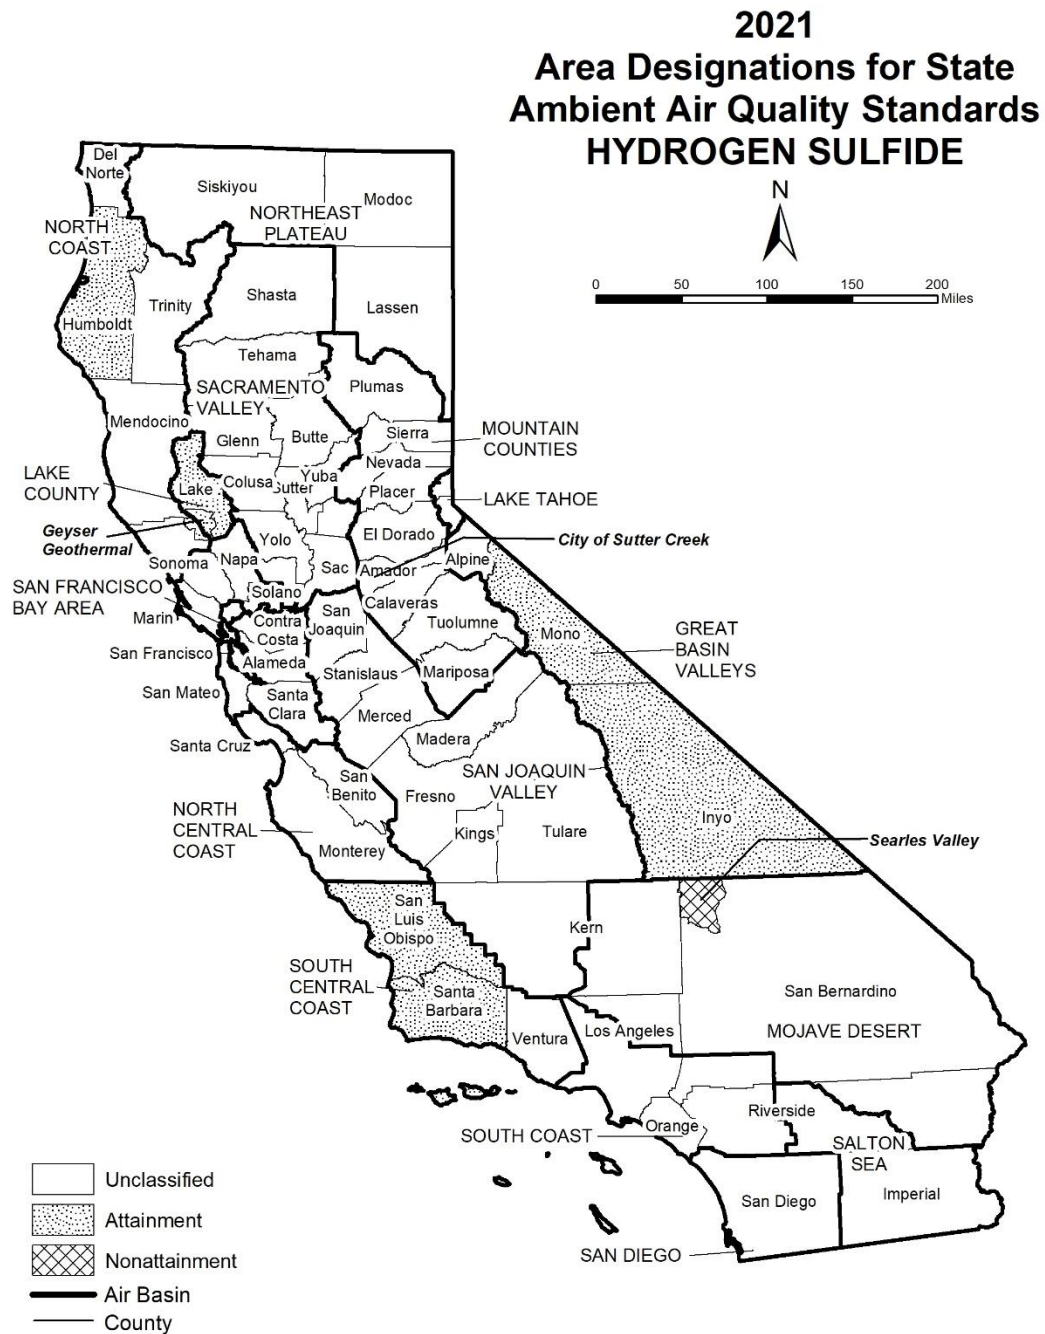 2021
Area Designations for State
Ambient Air Quality Standards
HYDROGEN SULFIDE
N
0 50 100 150 200
Miles
Del
Norte
Siskiyou
Modoc
NORTHEAST
PLATEAU
NORTH
COAST
Trinity
Shasta
Lassen
Humboldt
Tehama
Plumas
SACRAMENTO
VALLEY
Mendocino
Glenn
Butte
Sierra
MOUNTAIN
COUNTIES
Nevada
LAKE
COUNTY
Lake
Colusa
Sutter
Yuba
Placer
LAKE TAHOE
Geyser
Geothermal
Yolo
El Dorado
City of Sutter Creek
Sonoma
Napa
Sac
Amador
Alpine
SAN FRANCISCO
BAY AREA
Solano
Marin
Contra
Costa
San
Joaquin
Calaveras
Tuolumne
Mono
GREAT
BASIN
VALLEYS
San Francisco
Alameda
Stanislaus
Mariposa
San Mateo
Santa
Clara
Merced
Santa Cruz
Madera
San
Benito
Fresno
SAN JOAQUIN
VALLEY
NORTH
CENTRAL
COAST
Monterey
Kings
Tulare
Inyo
Searles Valley
San
Luis
Obispo
Kern
SOUTH
CENTRAL
COAST
Santa
Barbara
Ventura
Los Angeles
San Bernardino
MOJAVE DESERT
Orange
Riverside
SOUTH COAST
SALTON
SEA
San Diego
Imperial
SAN DIEGO
Unclassified
Attainment
Nonattainment
Air Basin
County